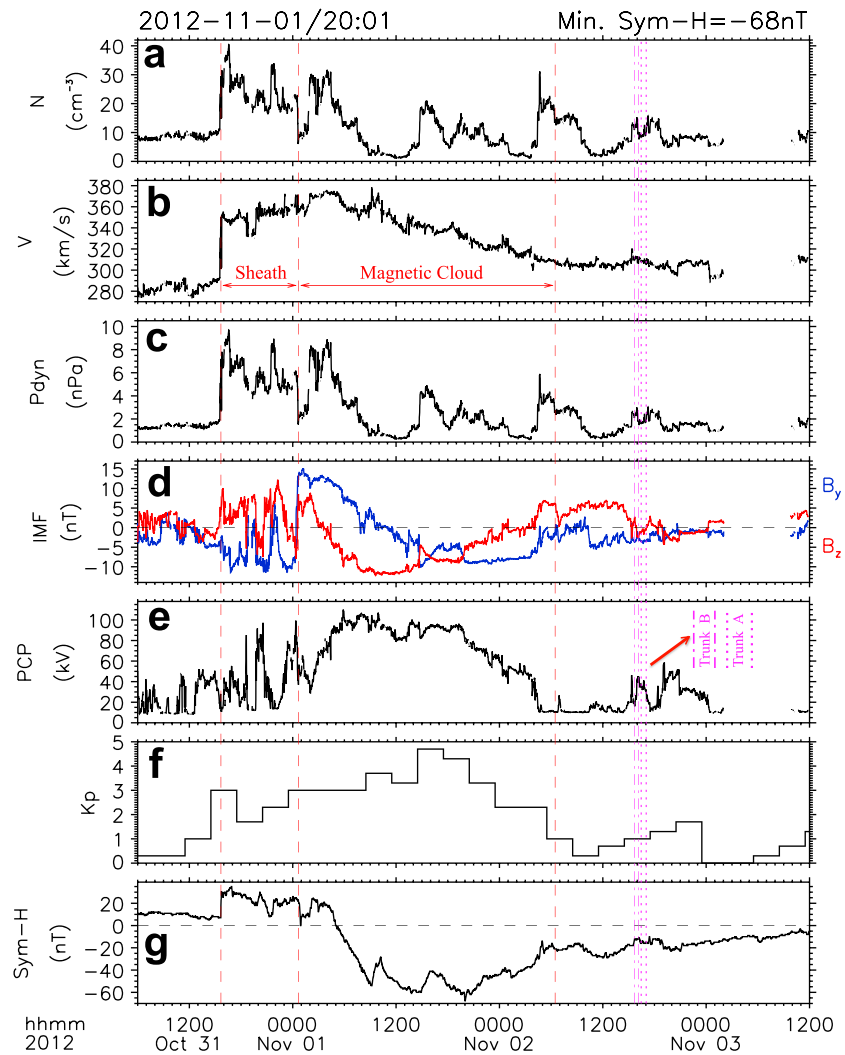 2012-11-01/20:01 Min. Sym-H=-68nT
a
N (cm⁻³)
40
30
20
10
0
b
V (km/s)
380
360
340
320
300
280
Sheath
Magnetic Cloud
c
Pdyn (nPa)
10
8
6
4
2
0
d
IMF (nT)
15
10
5
0
-5
-10
By
Bz
e
PCP (kV)
100
80
60
40
20
0
Trunk B
Trunk A
f
Kp
5
4
3
2
1
0
g
Sym-H (nT)
20
0
-20
-40
-60
hhmm 1200 0000 1200 0000 1200 0000 1200
2012 Oct 31 Nov 01 Nov 02 Nov 03